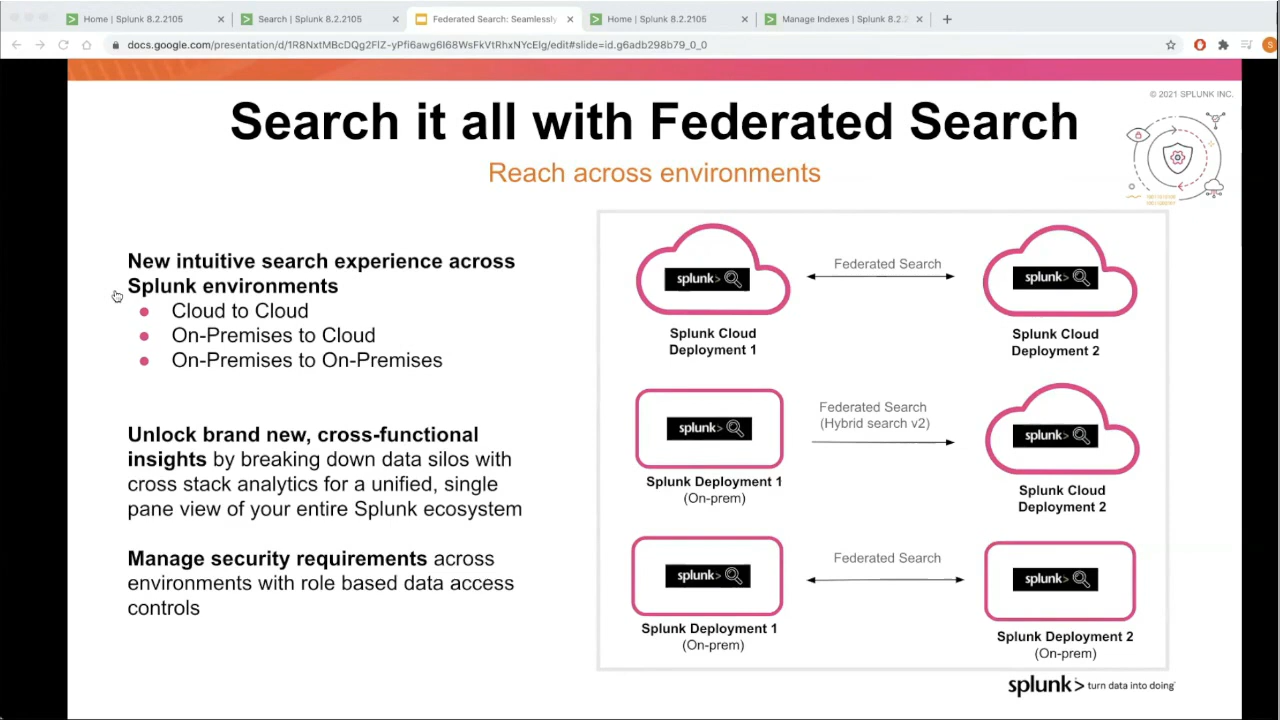 Home | Splunk 8.2.2105
Search | Splunk 8.2.2105
Federated Search: Seamlessly
Home | Splunk 8.2.2105
Manage Indexes | Splunk 8.2.2
docs.google.com/presentation/d/1R8NxtMBcDQg2FlZ-yPfi6awg6I68WsFkVtRhxNYcElg/edit#slide=id.g6adb298b79_0_0
© 2021 SPLUNK INC.
Search it all with Federated Search
Reach across environments
New intuitive search experience across
Splunk environments
● Cloud to Cloud
● On-Premises to Cloud
● On-Premises to On-Premises
Unlock brand new, cross-functional
insights by breaking down data silos with
cross stack analytics for a unified, single
pane view of your entire Splunk ecosystem
Manage security requirements across
environments with role based data access
controls
splunk>
Federated Search
splunk>
Splunk Cloud
Deployment 1
Splunk Cloud
Deployment 2
splunk>
Federated Search
(Hybrid search v2)
splunk>
Splunk Deployment 1
(On-prem)
Splunk Cloud
Deployment 2
splunk>
Federated Search
splunk>
Splunk Deployment 1
(On-prem)
Splunk Deployment 2
(On-prem)
splunk> turn data into doing